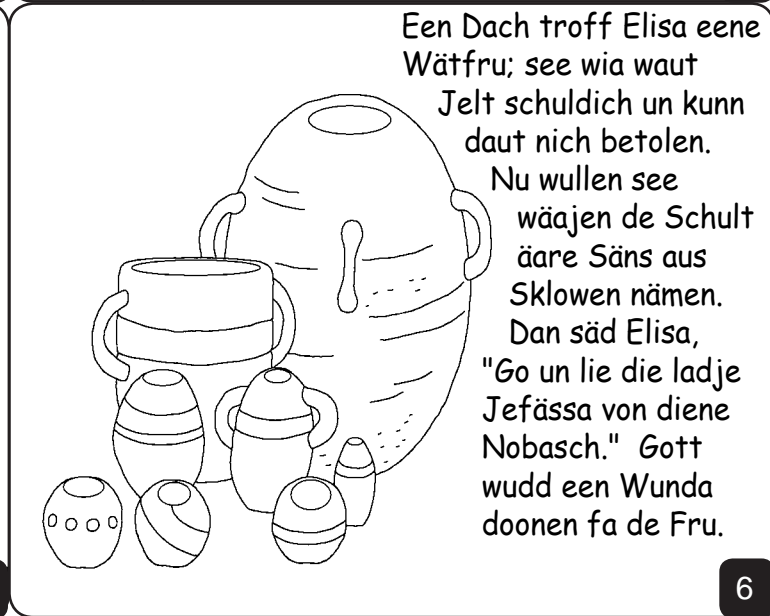 Een Dach troff Elisa eene
Wätfru; see wia waut
Jelt schuldich un kunn
daut nich betolen.
Nu wullen see
wäajen de Schult
äare Säns aus
Sklowen nämen.
Dan säd Elisa,
"Go un lie die ladje
Jefässa von diene
Nobasch."  Gott
wudd een Wunda
doonen fa de Fru.
6